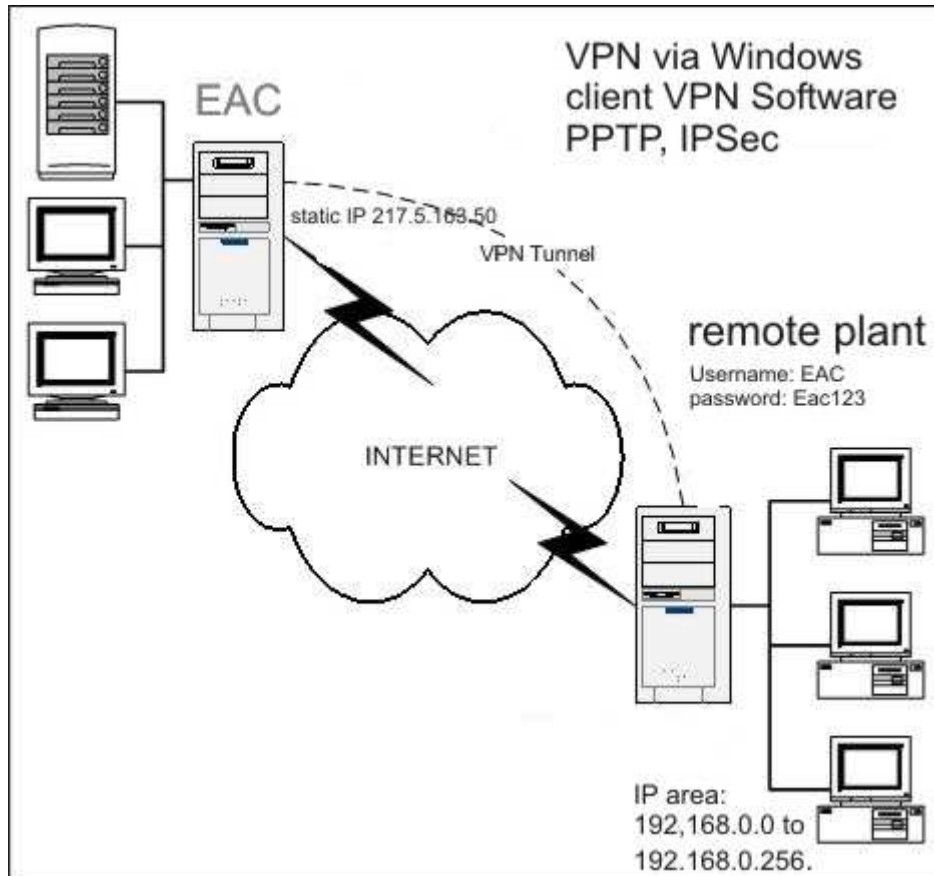 VPN via Windows
client VPN Software
PPTP, IPSec
EAC
static IP 217.5.163.50
VPN Tunnel
remote plant
Username: EAC
password: Eac123
INTERNET
IP area:
192,168.0.0 to
192.168.0.256.